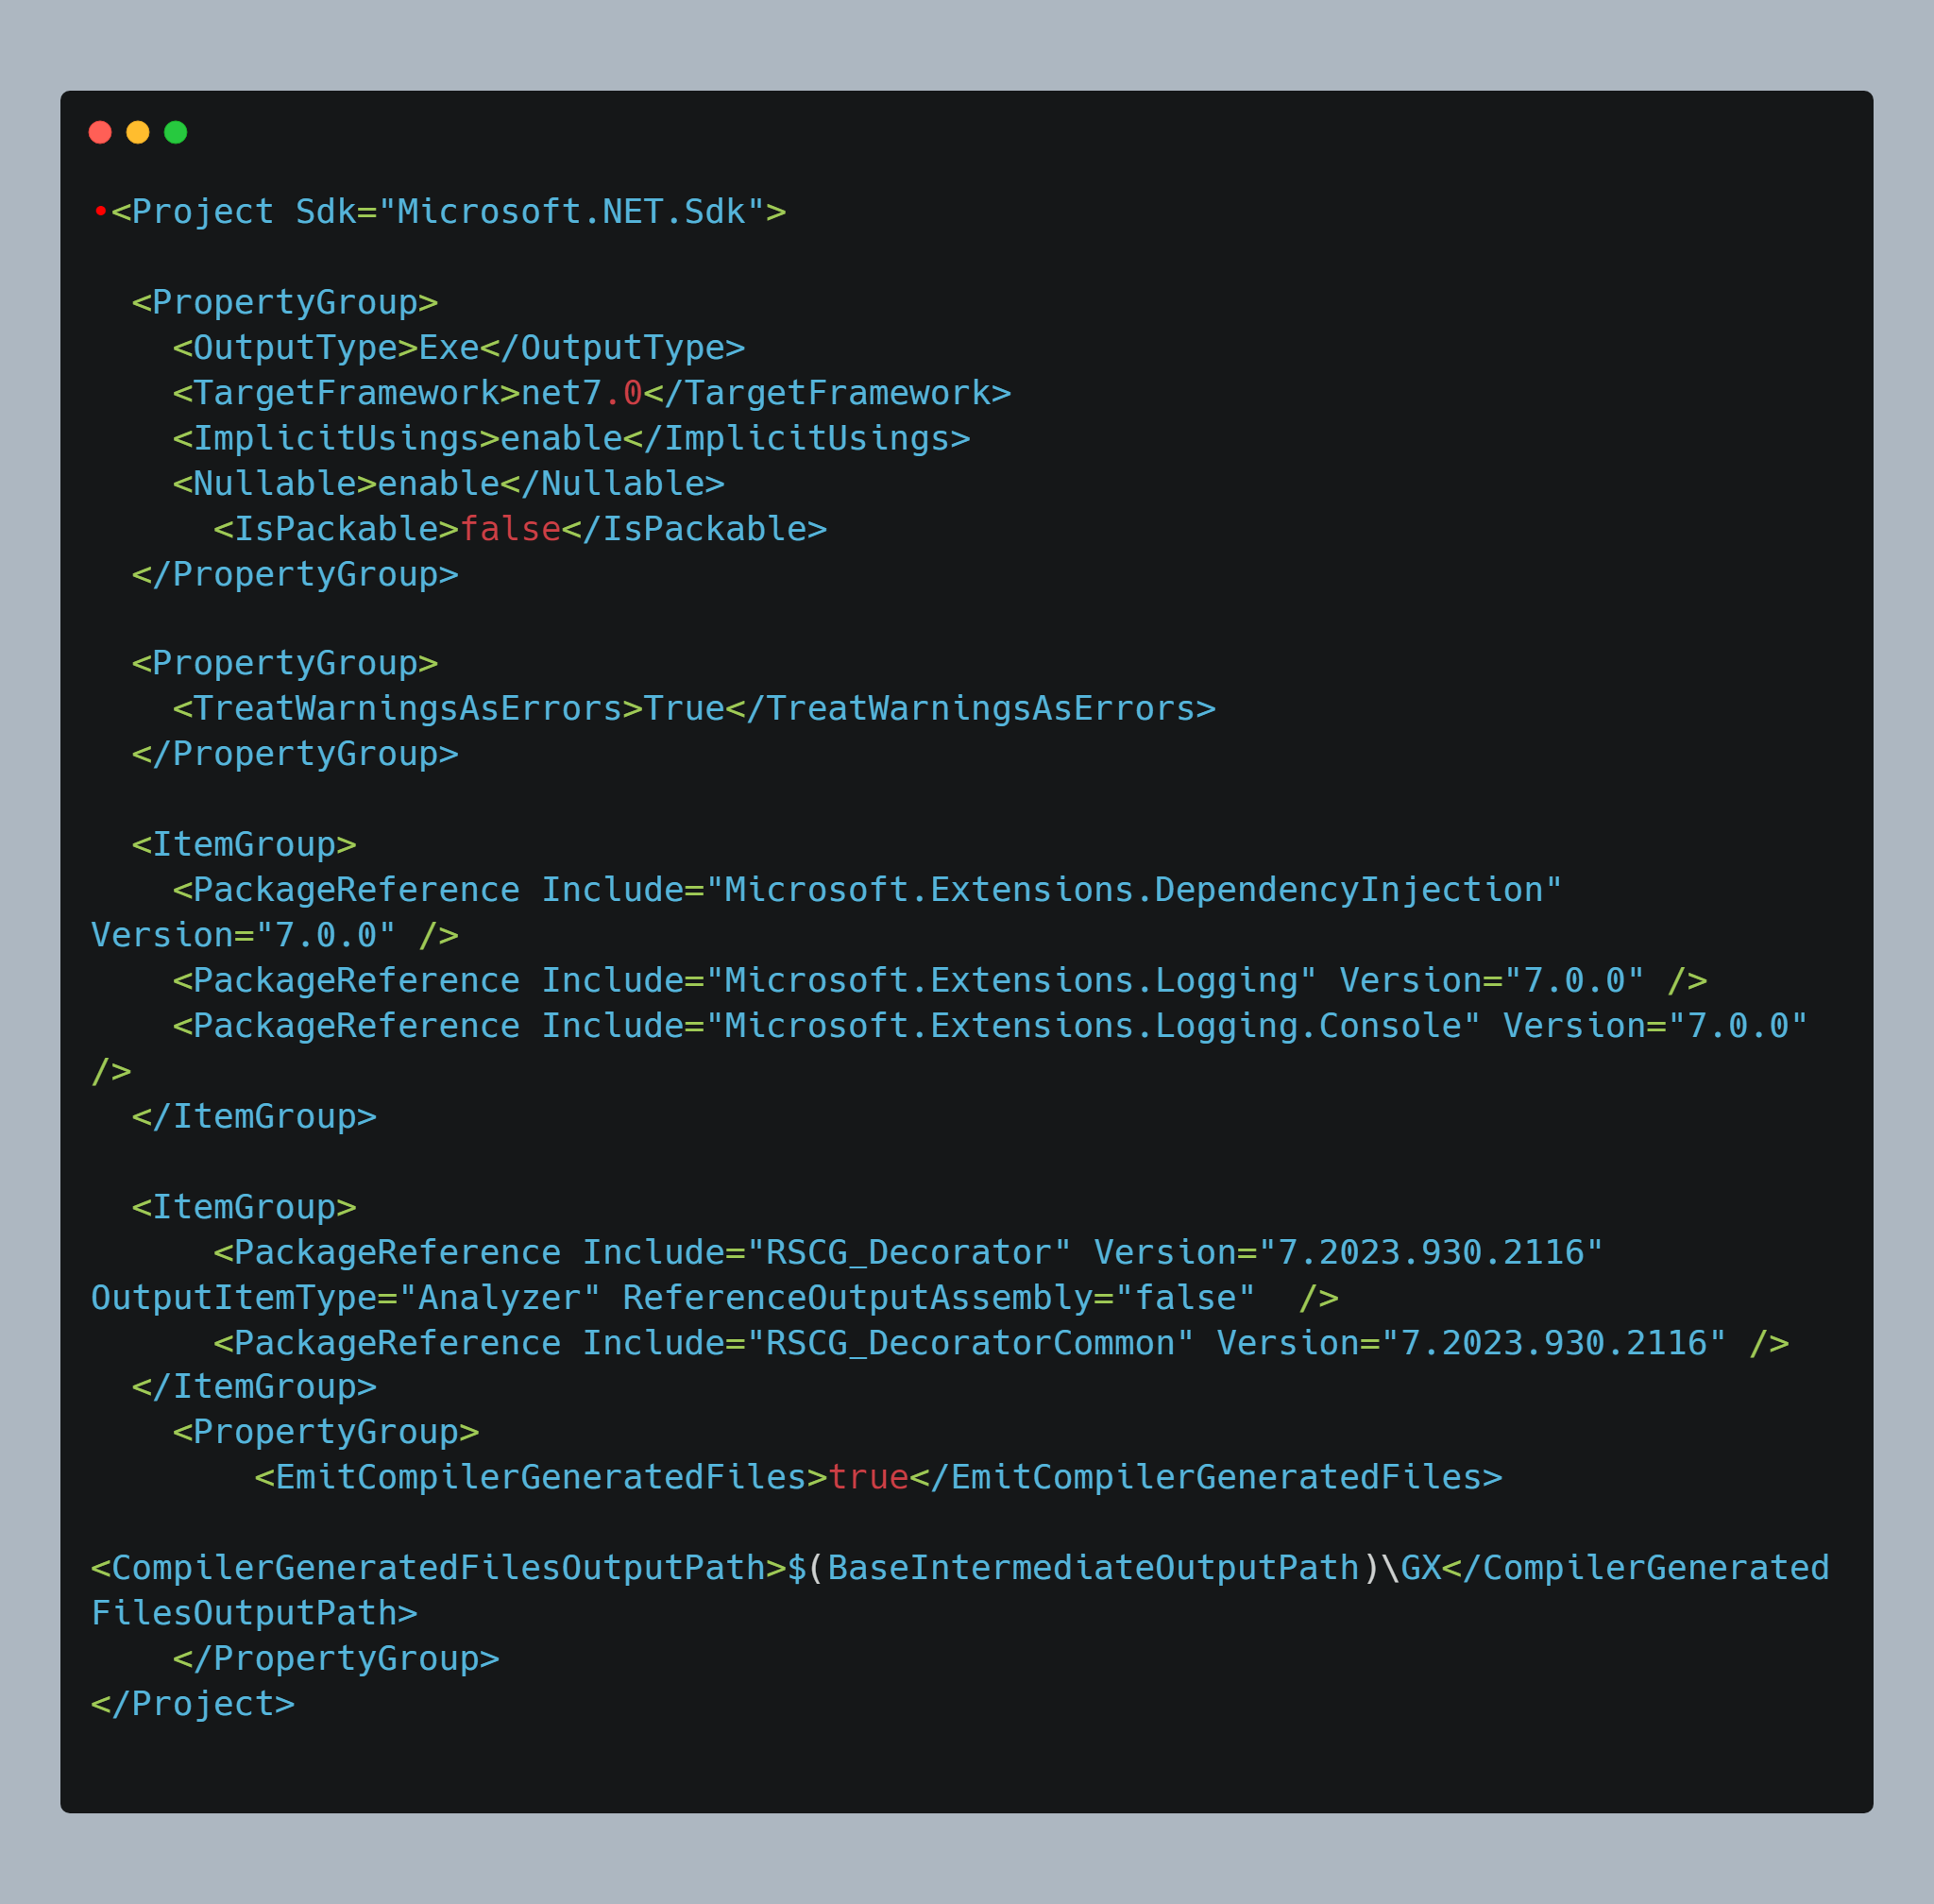 •<Project Sdk="Microsoft.NET.Sdk">

  <PropertyGroup>
    <OutputType>Exe</OutputType>
    <TargetFramework>net7.0</TargetFramework>
    <ImplicitUsings>enable</ImplicitUsings>
    <Nullable>enable</Nullable>
      <IsPackable>false</IsPackable>
  </PropertyGroup>

  <PropertyGroup>
    <TreatWarningsAsErrors>True</TreatWarningsAsErrors>
  </PropertyGroup>

  <ItemGroup>
    <PackageReference Include="Microsoft.Extensions.DependencyInjection"
Version="7.0.0" />
    <PackageReference Include="Microsoft.Extensions.Logging" Version="7.0.0" />
    <PackageReference Include="Microsoft.Extensions.Logging.Console" Version="7.0.0"
/>
  </ItemGroup>

  <ItemGroup>
      <PackageReference Include="RSCG_Decorator" Version="7.2023.930.2116"
OutputItemType="Analyzer" ReferenceOutputAssembly="false"  />
      <PackageReference Include="RSCG_DecoratorCommon" Version="7.2023.930.2116" />
  </ItemGroup>
    <PropertyGroup>
        <EmitCompilerGeneratedFiles>true</EmitCompilerGeneratedFiles>

<CompilerGeneratedFilesOutputPath>$(BaseIntermediateOutputPath)\GX</CompilerGenerated
FilesOutputPath>
    </PropertyGroup>
</Project>